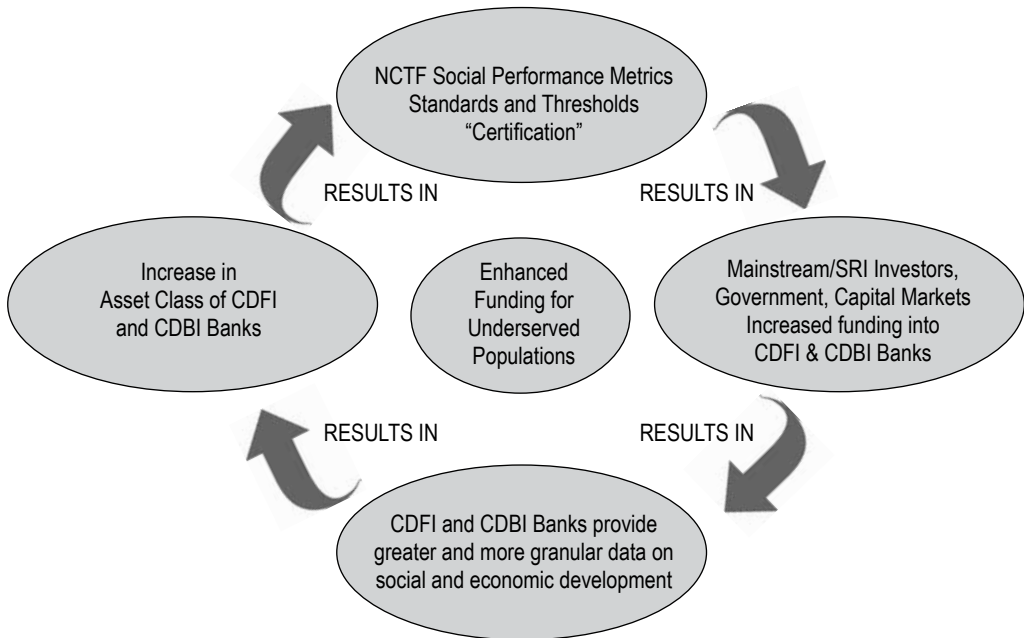 NCTF Social Performance Metrics
Standards and Thresholds
“Certification”
RESULTS IN
RESULTS IN
Increase in
Asset Class of CDFI
and CDBI Banks
Enhanced
Funding for
Underserved
Populations
Mainstream/SRI Investors,
Government, Capital Markets
Increased funding into
CDFI & CDBI Banks
RESULTS IN
RESULTS IN
CDFI and CDBI Banks provide
greater and more granular data on
social and economic development